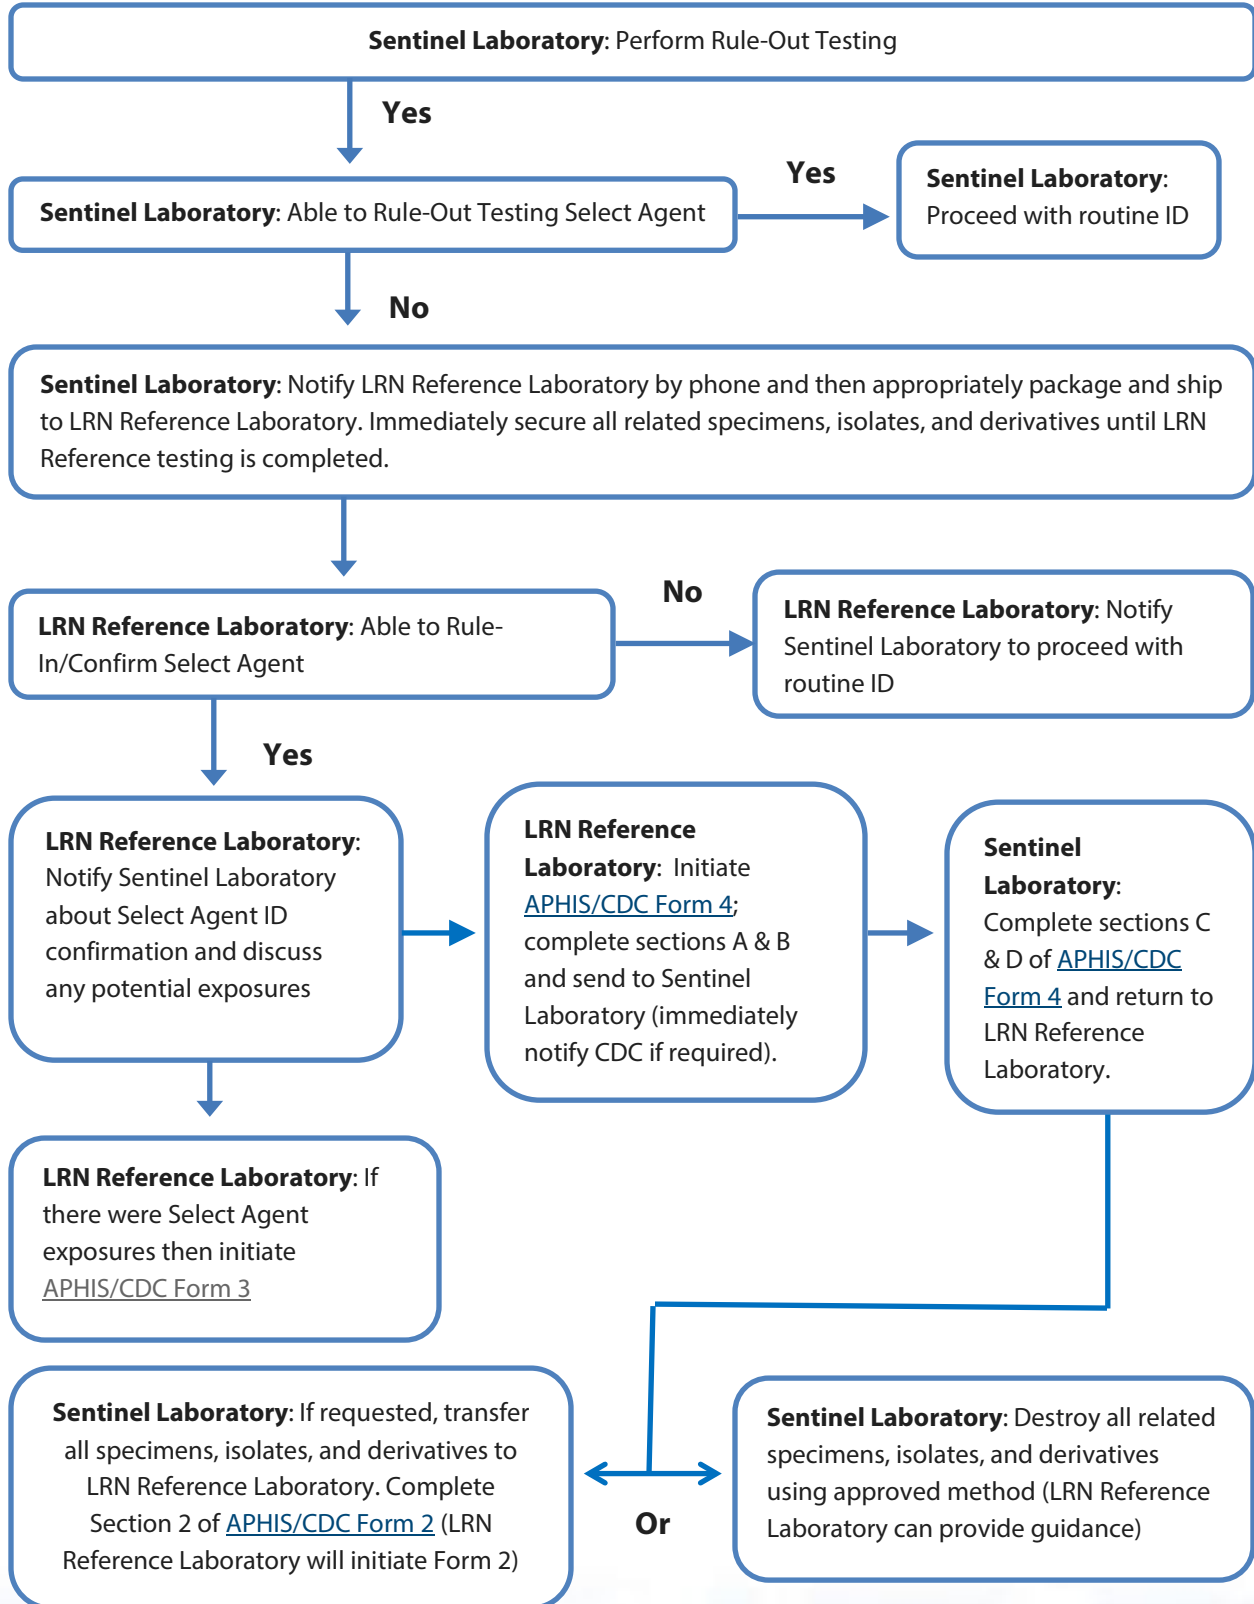 Sentinel Laboratory: Perform Rule-Out Testing
Yes
Sentinel Laboratory: Able to Rule-Out Testing Select Agent
Yes
Sentinel Laboratory:
Proceed with routine ID
No
Sentinel Laboratory: Notify LRN Reference Laboratory by phone and then appropriately package and ship
to LRN Reference Laboratory. Immediately secure all related specimens, isolates, and derivatives until LRN
Reference testing is completed.
LRN Reference Laboratory: Able to Rule-
In/Confirm Select Agent
No
LRN Reference Laboratory: Notify
Sentinel Laboratory to proceed with
routine ID
Yes
LRN Reference Laboratory:
Notify Sentinel Laboratory
about Select Agent ID
confirmation and discuss
any potential exposures
LRN Reference
Laboratory: Initiate
APHIS/CDC Form 4;
complete sections A & B
and send to Sentinel
Laboratory (immediately
notify CDC if required).
Sentinel
Laboratory:
Complete sections C
& D of APHIS/CDC
Form 4 and return to
LRN Reference
Laboratory.
LRN Reference Laboratory: If
there were Select Agent
exposures then initiate
APHIS/CDC Form 3
Sentinel Laboratory: If requested, transfer
all specimens, isolates, and derivatives to
LRN Reference Laboratory. Complete
Section 2 of APHIS/CDC Form 2 (LRN
Reference Laboratory will initiate Form 2)
Or
Sentinel Laboratory: Destroy all related
specimens, isolates, and derivatives
using approved method (LRN Reference
Laboratory can provide guidance)